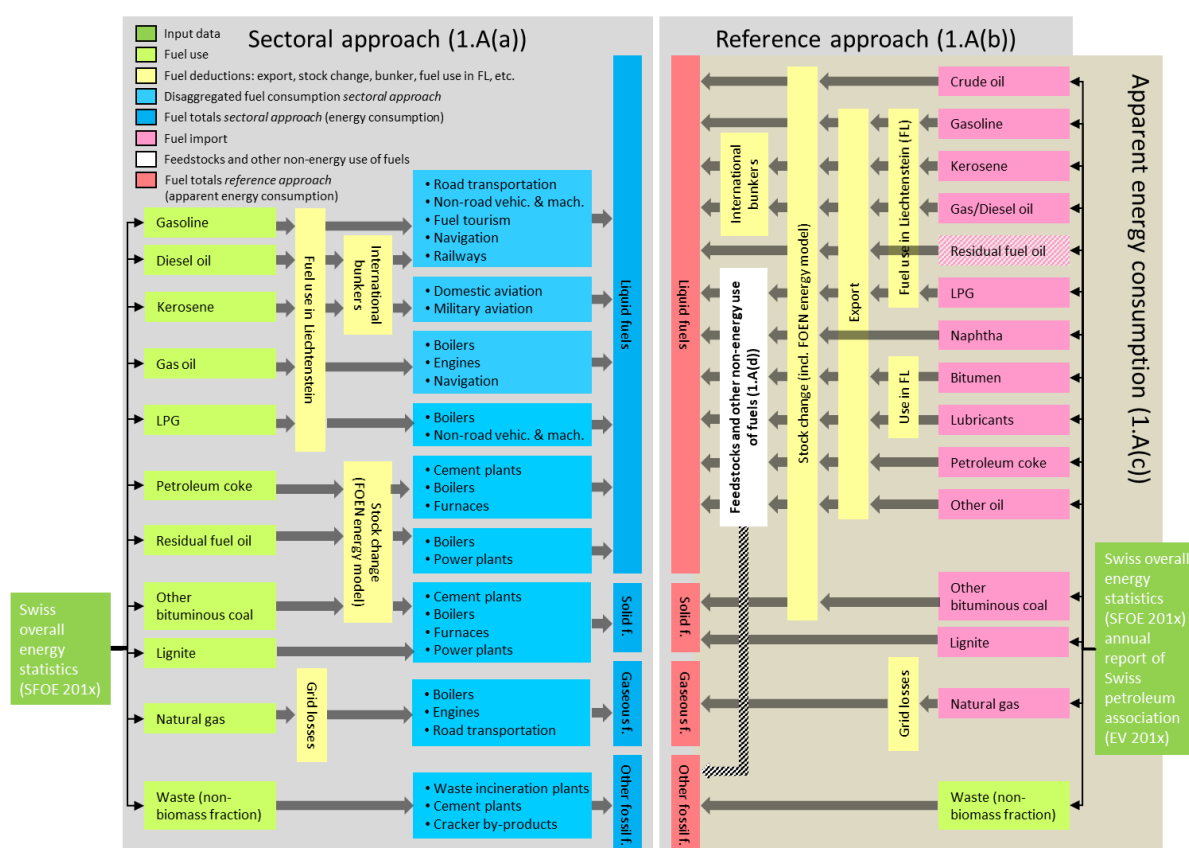 Sectoral approach (1.A(a))
Reference approach (1.A(b))
Input data
Fuel use
Fuel deductions: export, stock change, bunker, fuel use in FL, etc.
Disaggregated fuel consumption sectoral approach
Fuel totals sectoral approach (energy consumption)
Fuel import
Feedstocks and other non-energy use of fuels
Fuel totals reference approach
(apparent energy consumption)
Swiss
overall
energy
statistics
(SFOE 201x)
Gasoline
Diesel oil
Kerosene
Gas oil
LPG
Petroleum coke
Residual fuel oil
Other
bituminous coal
Lignite
Natural gas
Waste (non-
biomass fraction)
Fuel use in Liechtenstein
International
bunkers
Stock change
(FOEN energy model)
Grid losses
• Road transportation
• Non-road vehic. & mach.
• Fuel tourism
• Navigation
• Railways
• Domestic aviation
• Military aviation
• Boilers
• Engines
• Navigation
• Boilers
• Non-road vehic. & mach.
• Cement plants
• Boilers
• Furnaces
• Boilers
• Power plants
• Cement plants
• Boilers
• Furnaces
• Power plants
• Boilers
• Engines
• Road transportation
• Waste incineration plants
• Cement plants
• Cracker by-products
Liquid fuels
Solid f.
Gaseous f.
Other fossil f.
Liquid fuels
Solid f.
Gaseous f.
Other fossil f.
International
bunkers
Feedstocks and other non-energy use
of fuels (1.A(d))
Stock change (incl. FOEN energy model)
Export
Fuel use in Liechtenstein (FL)
Use in FL
Grid losses
Crude oil
Gasoline
Kerosene
Gas/Diesel oil
Residual fuel oil
LPG
Naphtha
Bitumen
Lubricants
Petroleum coke
Other oil
Other
bituminous coal
Lignite
Natural gas
Waste (non-
biomass fraction)
Apparent energy consumption (1.A(c))
Swiss overall
energy
statistics
(SFOE 201x)
annual
report of
Swiss
petroleum
association
(EV 201x)